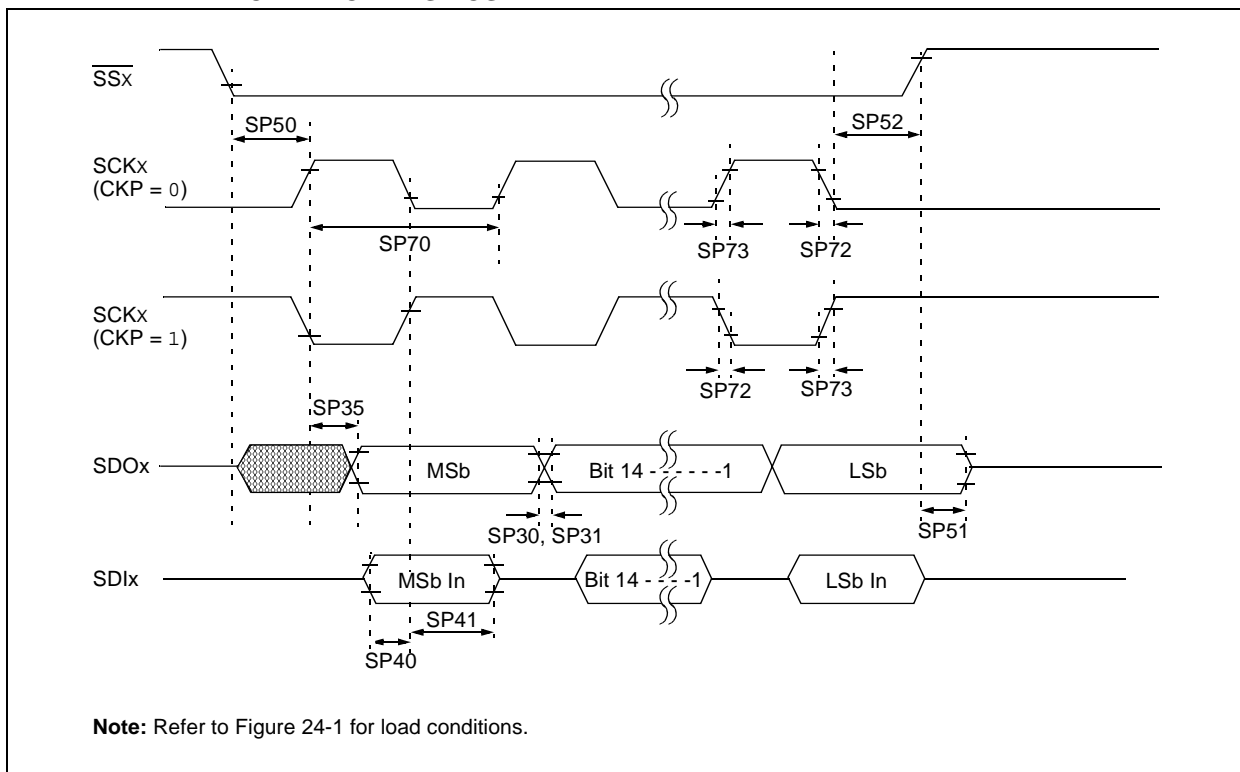 SSx
SP50
SP52
SCKx
(CKP = 0)
SP70
SP73
SP72
SCKx
(CKP = 1)
SP72
SP73
SP35
SDOx
MSb
Bit 14 - - - - - -1
LSb
SP30, SP31
SP51
SDIx
MSb In
Bit 14 - - - -1
LSb In
SP41
SP40
Note: Refer to Figure 24-1 for load conditions.